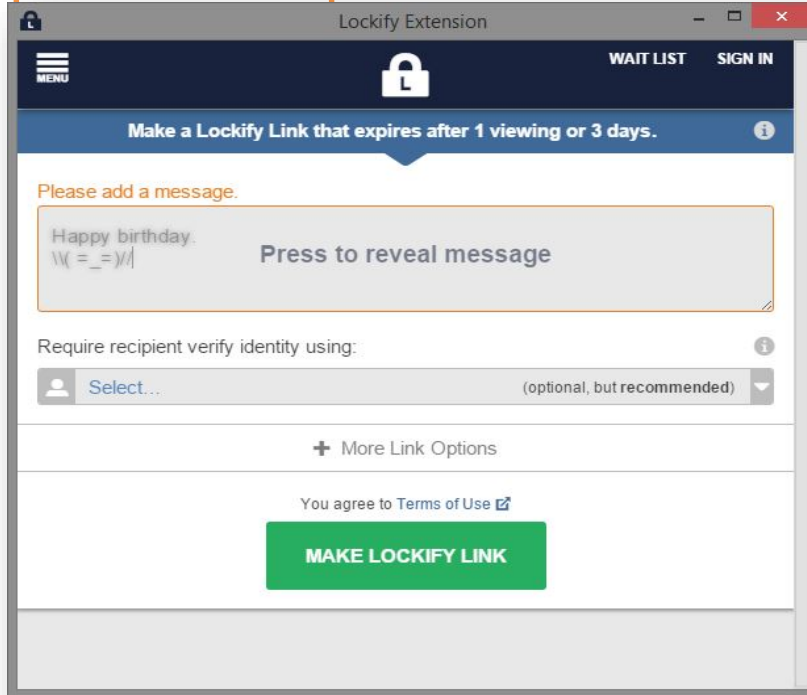 L
Lockify Extension
MENU
L
WAIT LIST SIGN IN
Make a Lockify Link that expires after 1 viewing or 3 days.
Please add a message.
Happy birthday.
\\( =_=)//
Press to reveal message
Require recipient verify identity using:
Select... (optional, but recommended)
+ More Link Options
You agree to Terms of Use
MAKE LOCKIFY LINK